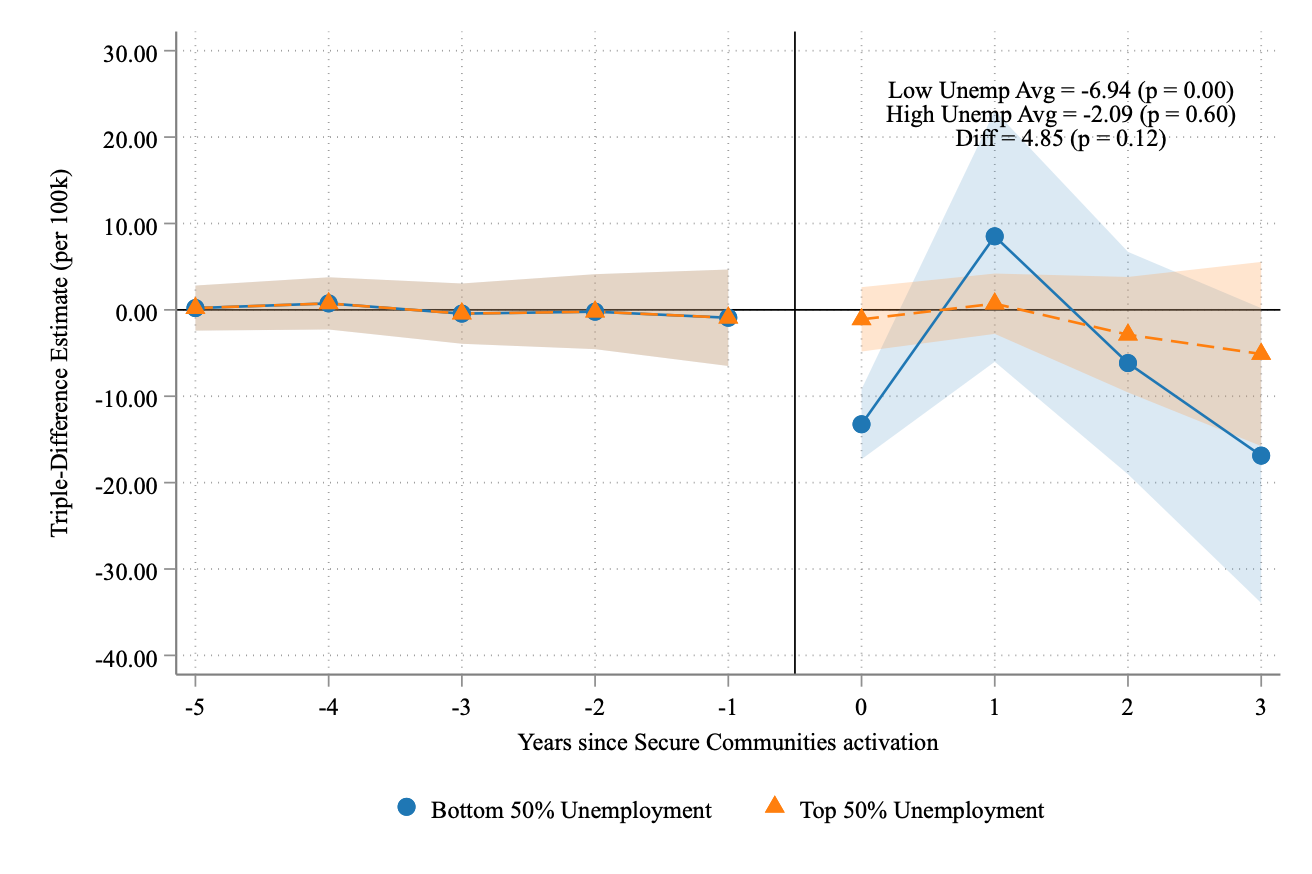 30.00
20.00
10.00
0.00
-10.00
-20.00
-30.00
-40.00
Triple-Difference Estimate (per 100k)
Low Unemp Avg = -6.94 (p = 0.00)
High Unemp Avg = -2.09 (p = 0.60)
Diff = 4.85 (p = 0.12)
-5 -4 -3 -2 -1 0 1 2 3
Years since Secure Communities activation
Bottom 50% Unemployment Top 50% Unemployment